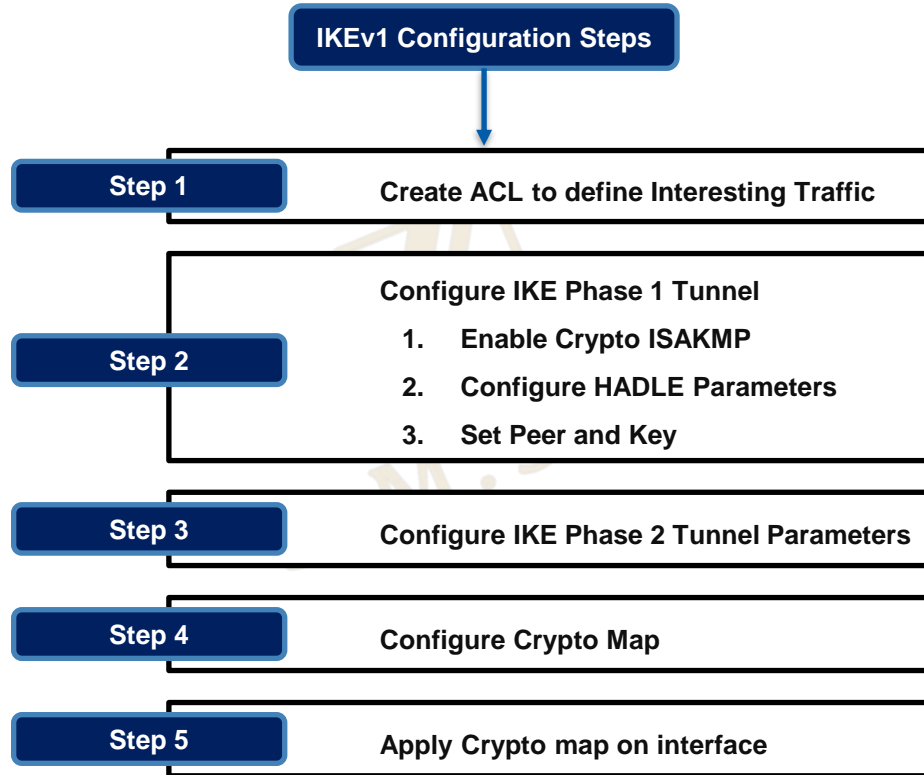 IKEv1 Configuration Steps
Step 1
Create ACL to define Interesting Traffic
Step 2
Configure IKE Phase 1 Tunnel
1. Enable Crypto ISAKMP
2. Configure HADLE Parameters
3. Set Peer and Key
Step 3
Configure IKE Phase 2 Tunnel Parameters
Step 4
Configure Crypto Map
Step 5
Apply Crypto map on interface